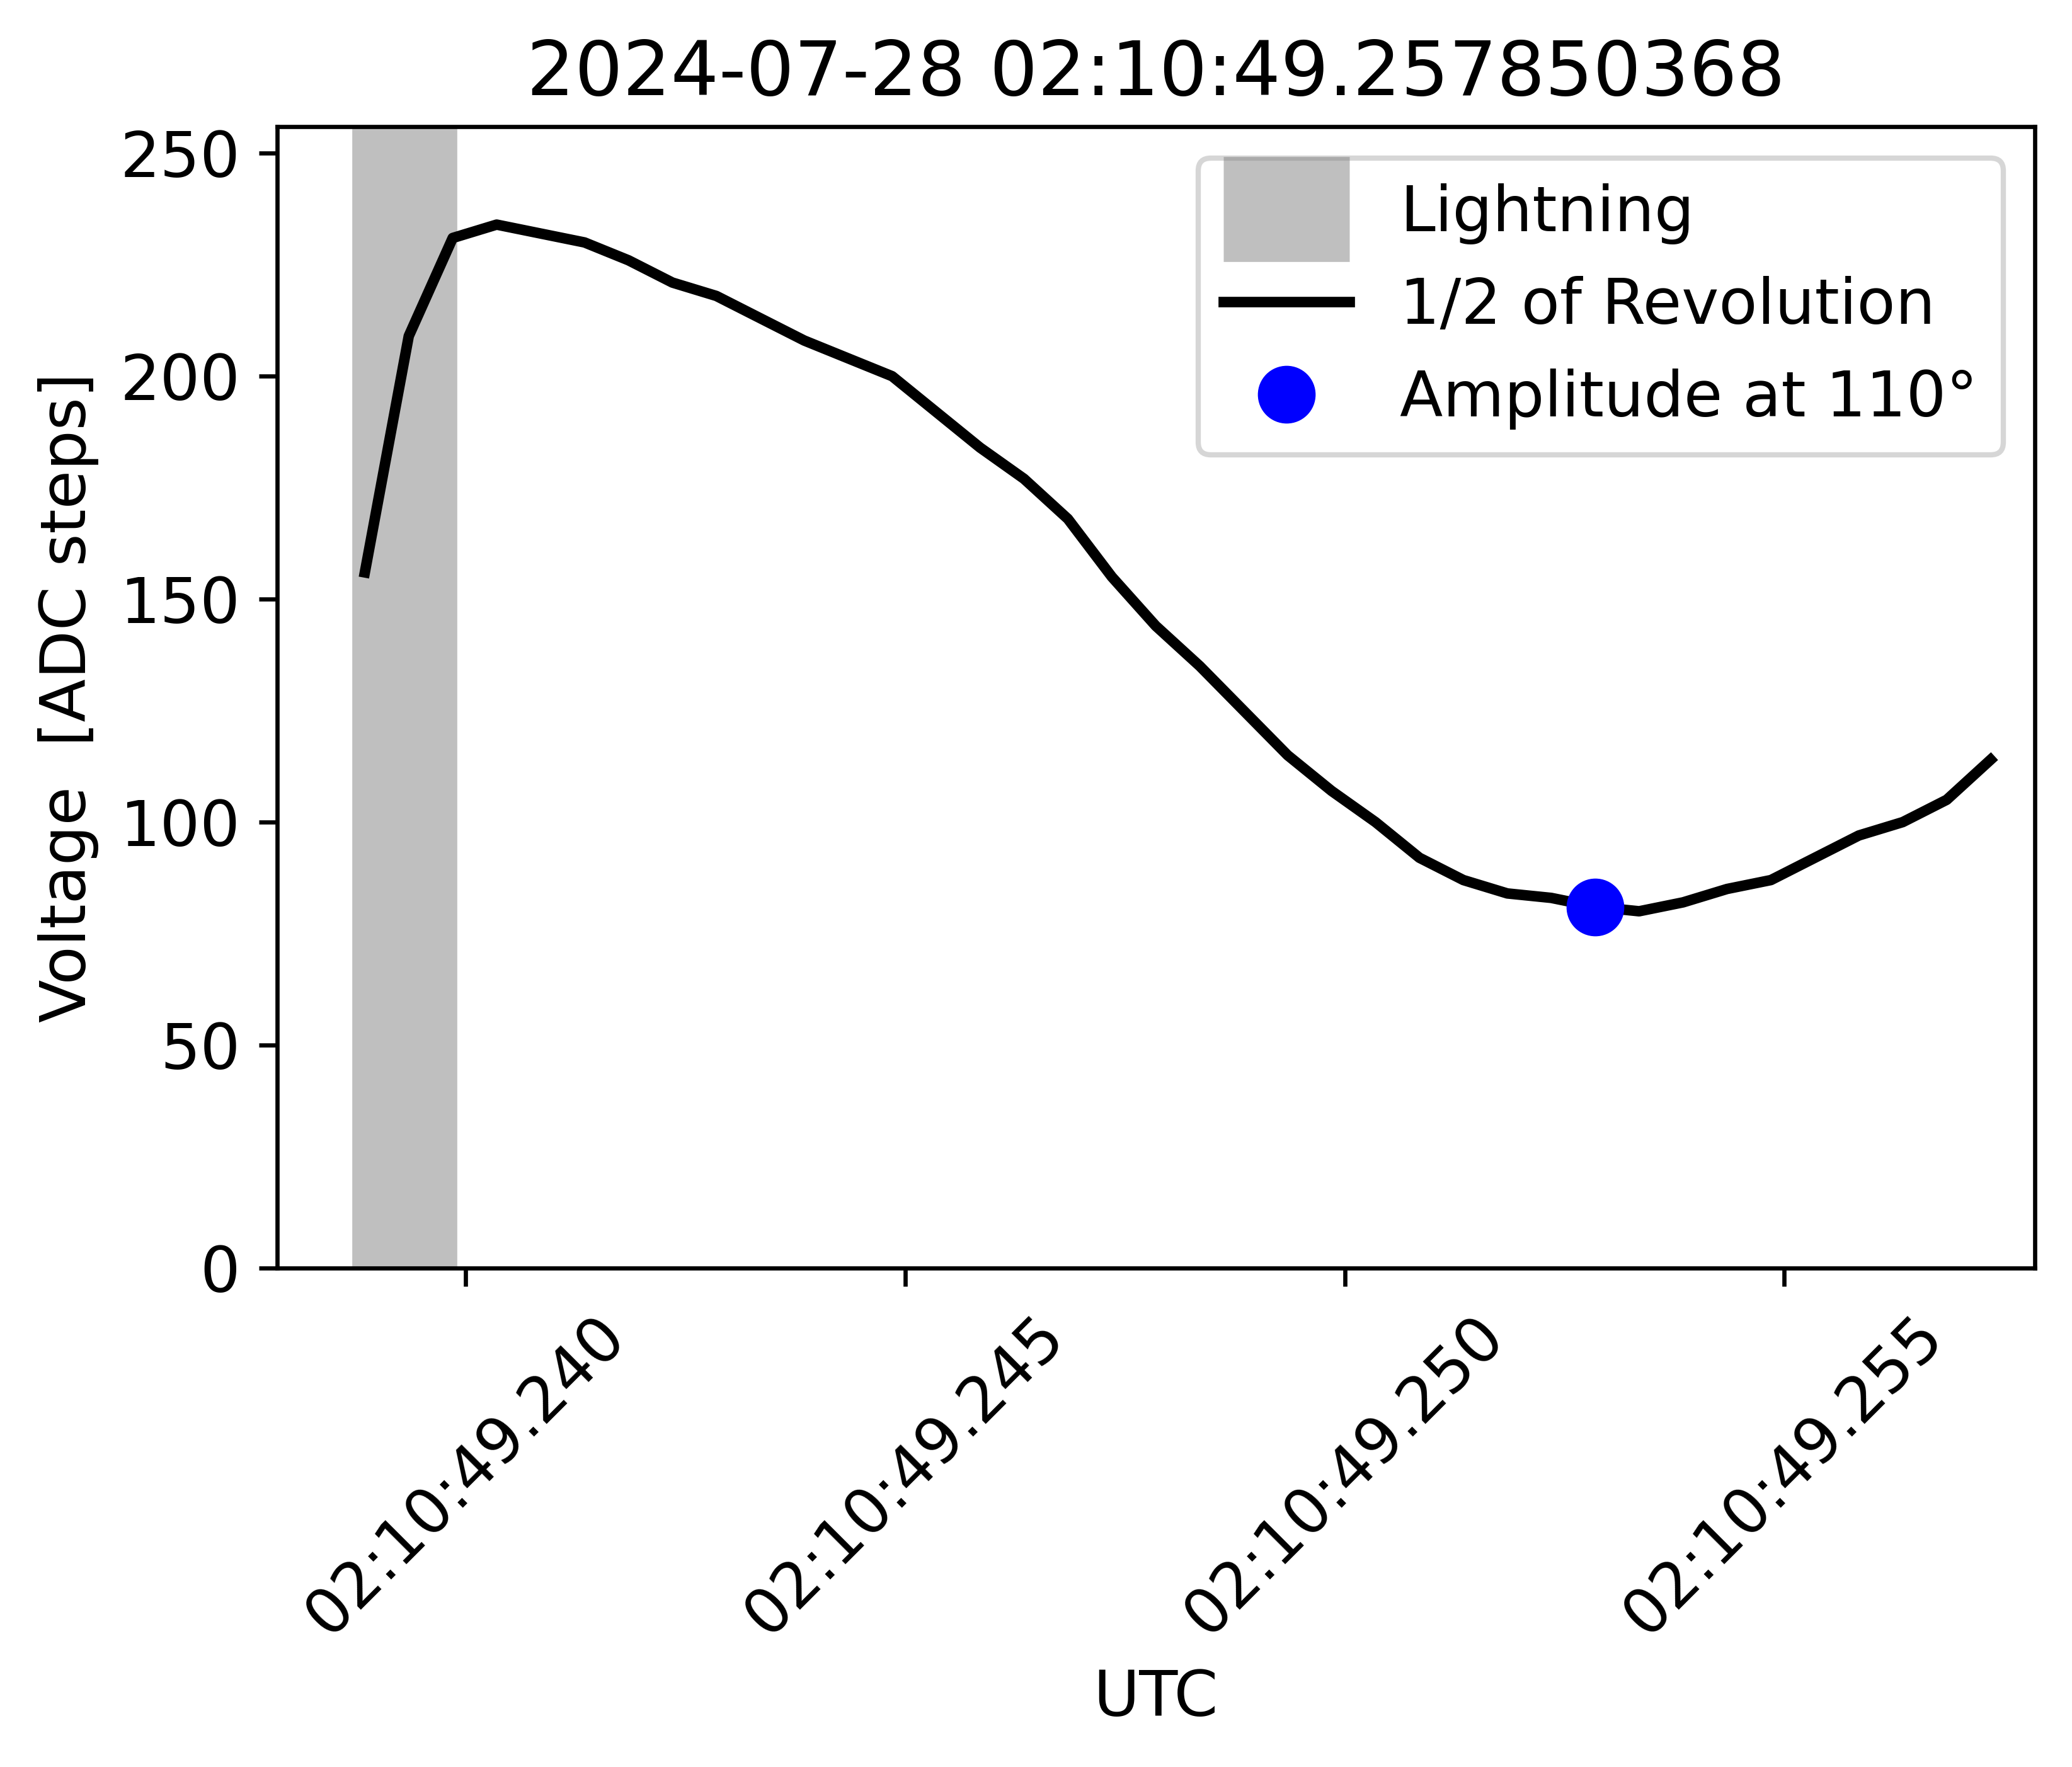 2024-07-28 02:10:49.257850368
Lightning
1/2 of Revolution
Amplitude at 110°
Voltage [ADC steps]
250
200
150
100
50
0
02:10:49.240
02:10:49.245
02:10:49.250
02:10:49.255
UTC